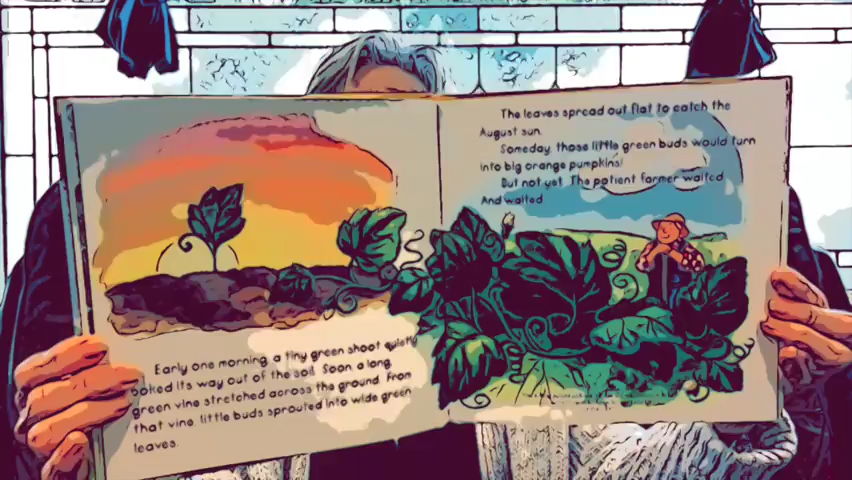 Early one morning, a tiny green shoot quietly
poked its way out of the soil. Soon, a long,
green vine stretched across the ground. From
that vine, little buds sprouted into wide green
leaves.
The leaves spread out flat to catch the
August sun.
Someday, those little green buds would turn
into big orange pumpkins!
But not yet. The patient farmer waited.
And waited.